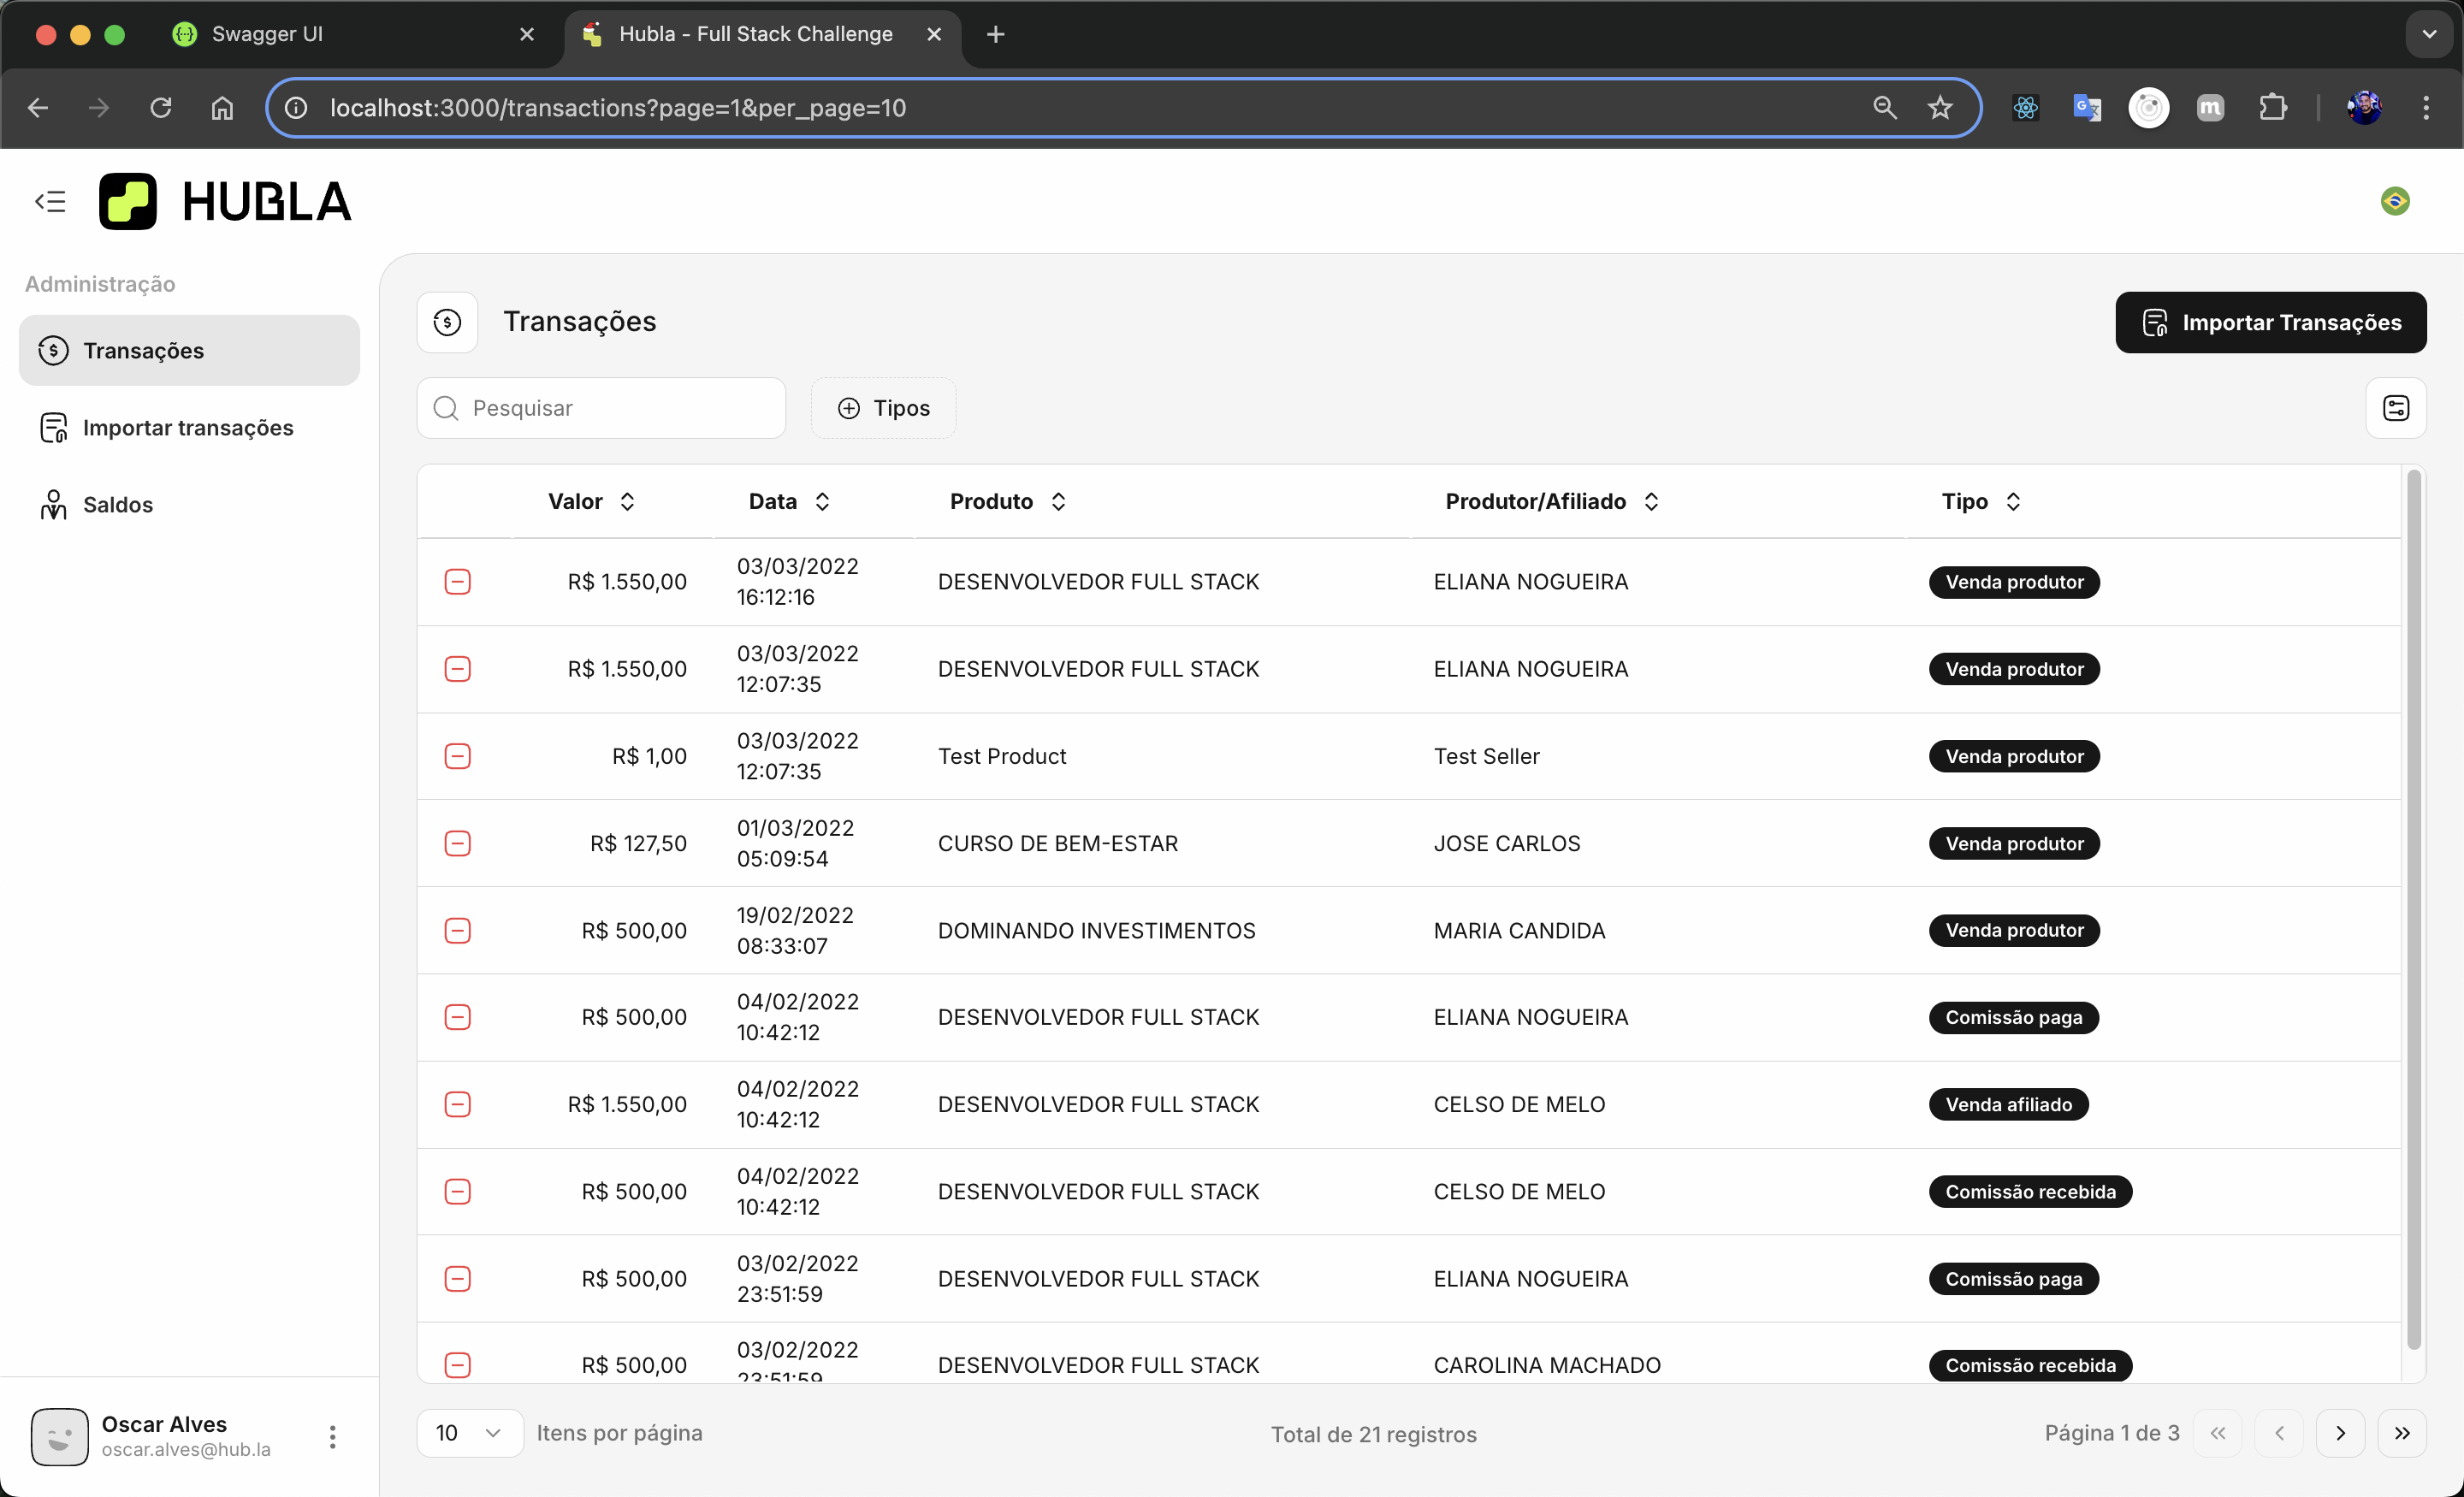 Swagger UI
Hubla - Full Stack Challenge
localhost:3000/transactions?page=1&per_page=10
HUBLA
Administração
Transações
Importar transações
Saldos
Transações
Importar Transações
Pesquisar
Tipos
Valor Data Produto Produtor/Afiliado Tipo
R$ 1.550,00 03/03/2022 16:12:16 DESENVOLVEDOR FULL STACK ELIANA NOGUEIRA Venda produtor
R$ 1.550,00 03/03/2022 12:07:35 DESENVOLVEDOR FULL STACK ELIANA NOGUEIRA Venda produtor
R$ 1,00 03/03/2022 12:07:35 Test Product Test Seller Venda produtor
R$ 127,50 01/03/2022 05:09:54 CURSO DE BEM-ESTAR JOSE CARLOS Venda produtor
R$ 500,00 19/02/2022 08:33:07 DOMINANDO INVESTIMENTOS MARIA CANDIDA Venda produtor
R$ 500,00 04/02/2022 10:42:12 DESENVOLVEDOR FULL STACK ELIANA NOGUEIRA Comissão paga
R$ 1.550,00 04/02/2022 10:42:12 DESENVOLVEDOR FULL STACK CELSO DE MELO Venda afiliado
R$ 500,00 04/02/2022 10:42:12 DESENVOLVEDOR FULL STACK CELSO DE MELO Comissão recebida
R$ 500,00 03/02/2022 23:51:59 DESENVOLVEDOR FULL STACK ELIANA NOGUEIRA Comissão paga
R$ 500,00 03/02/2022 23:51:59 DESENVOLVEDOR FULL STACK CAROLINA MACHADO Comissão recebida
Oscar Alves
oscar.alves@hub.la
10 Itens por página
Total de 21 registros
Página 1 de 3